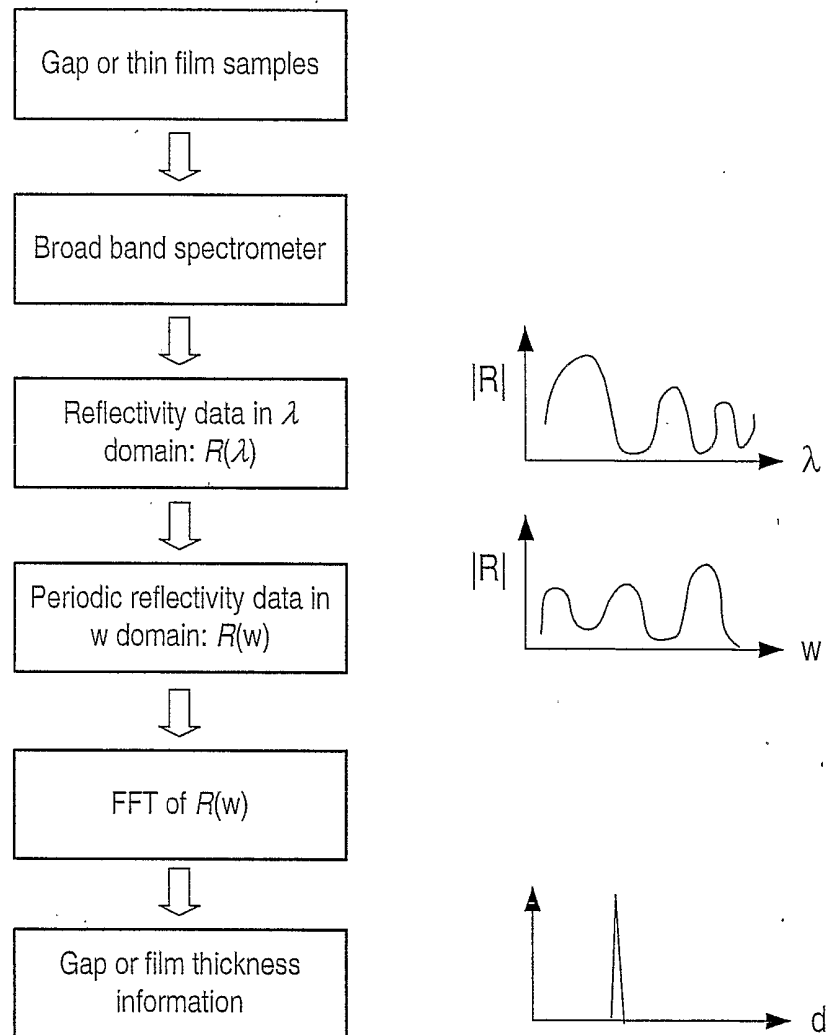 Gap or thin film samples
Broad band spectrometer
Reflectivity data in λ
domain: R(λ)
|R|
λ
Periodic reflectivity data in
w domain: R(w)
|R|
w
FFT of R(w)
Gap or film thickness
information
d